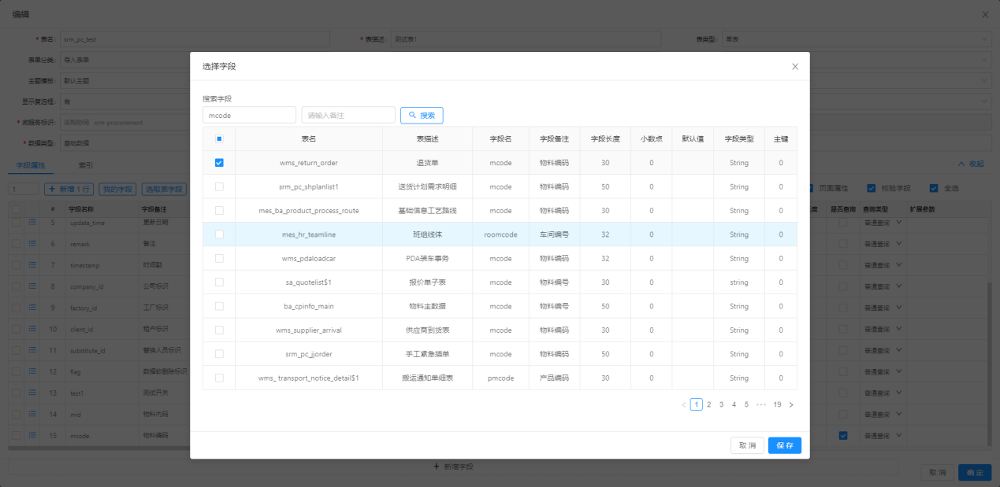 编辑
* 表名: srm_pc_test * 表描述: 测试表1 表类型: 单表
表单分类: 导入表单
主题模板: 默认主题
显示复选框: 有
* 微服务标识: 采购协同 srm-procurement
* 数据类型: 基础数据
字段属性 索引 收起
1 + 新增 1 行 我的字段 选取表字段 页面属性 校验字段 全选
# 字段名称 字段备注 是否查询 查询类型 扩展参数
5 update_time 更新日期 普通查询
6 remark 备注 普通查询
7 timestamp 时间戳 普通查询
8 company_id 公司标识 普通查询
9 factory_id 工厂标识 普通查询
10 client_id 租户标识 普通查询
11 substitute_id 替换人员标识 普通查询
12 flag 数据软删除标识 普通查询
13 test1 测试开关 普通查询
14 mid 物料内码 普通查询
15 mcode 物料编码 普通查询
+ 新增字段
取 消 确 定
选择字段
搜索字段
mcode 请输入备注 搜索
表名 表描述 字段名 字段备注 字段长度 小数点 默认值 字段类型 主键
wms_return_order 退货单 mcode 物料编码 30 0 String 0
srm_pc_shplanlist1 送货计划需求明细 mcode 物料编码 50 0 String 0
mes_ba_product_process_route 基础信息工艺路线 mcode 物料编码 30 0 String 0
mes_hr_teamline 班组线体 roomcode 车间编号 32 0 String 0
wms_pdaloadcar PDA装车事务 mcode 物料编码 32 0 String 0
sa_quotelist$1 报价单子表 mcode 物料编号 30 0 string 0
ba_cpinfo_main 物料主数据 mcode 物料编号 50 0 String 0
wms_supplier_arrival 供应商到货表 mcode 物料编码 30 0 String 0
srm_pc_jjorder 手工紧急插单 mcode 物料编码 50 0 String 0
wms_ transport_notice_detail$1 搬运通知单细表 pmcode 产品编码 30 0 String 0
< 1 2 3 4 5 ••• 19 >
取 消 保 存